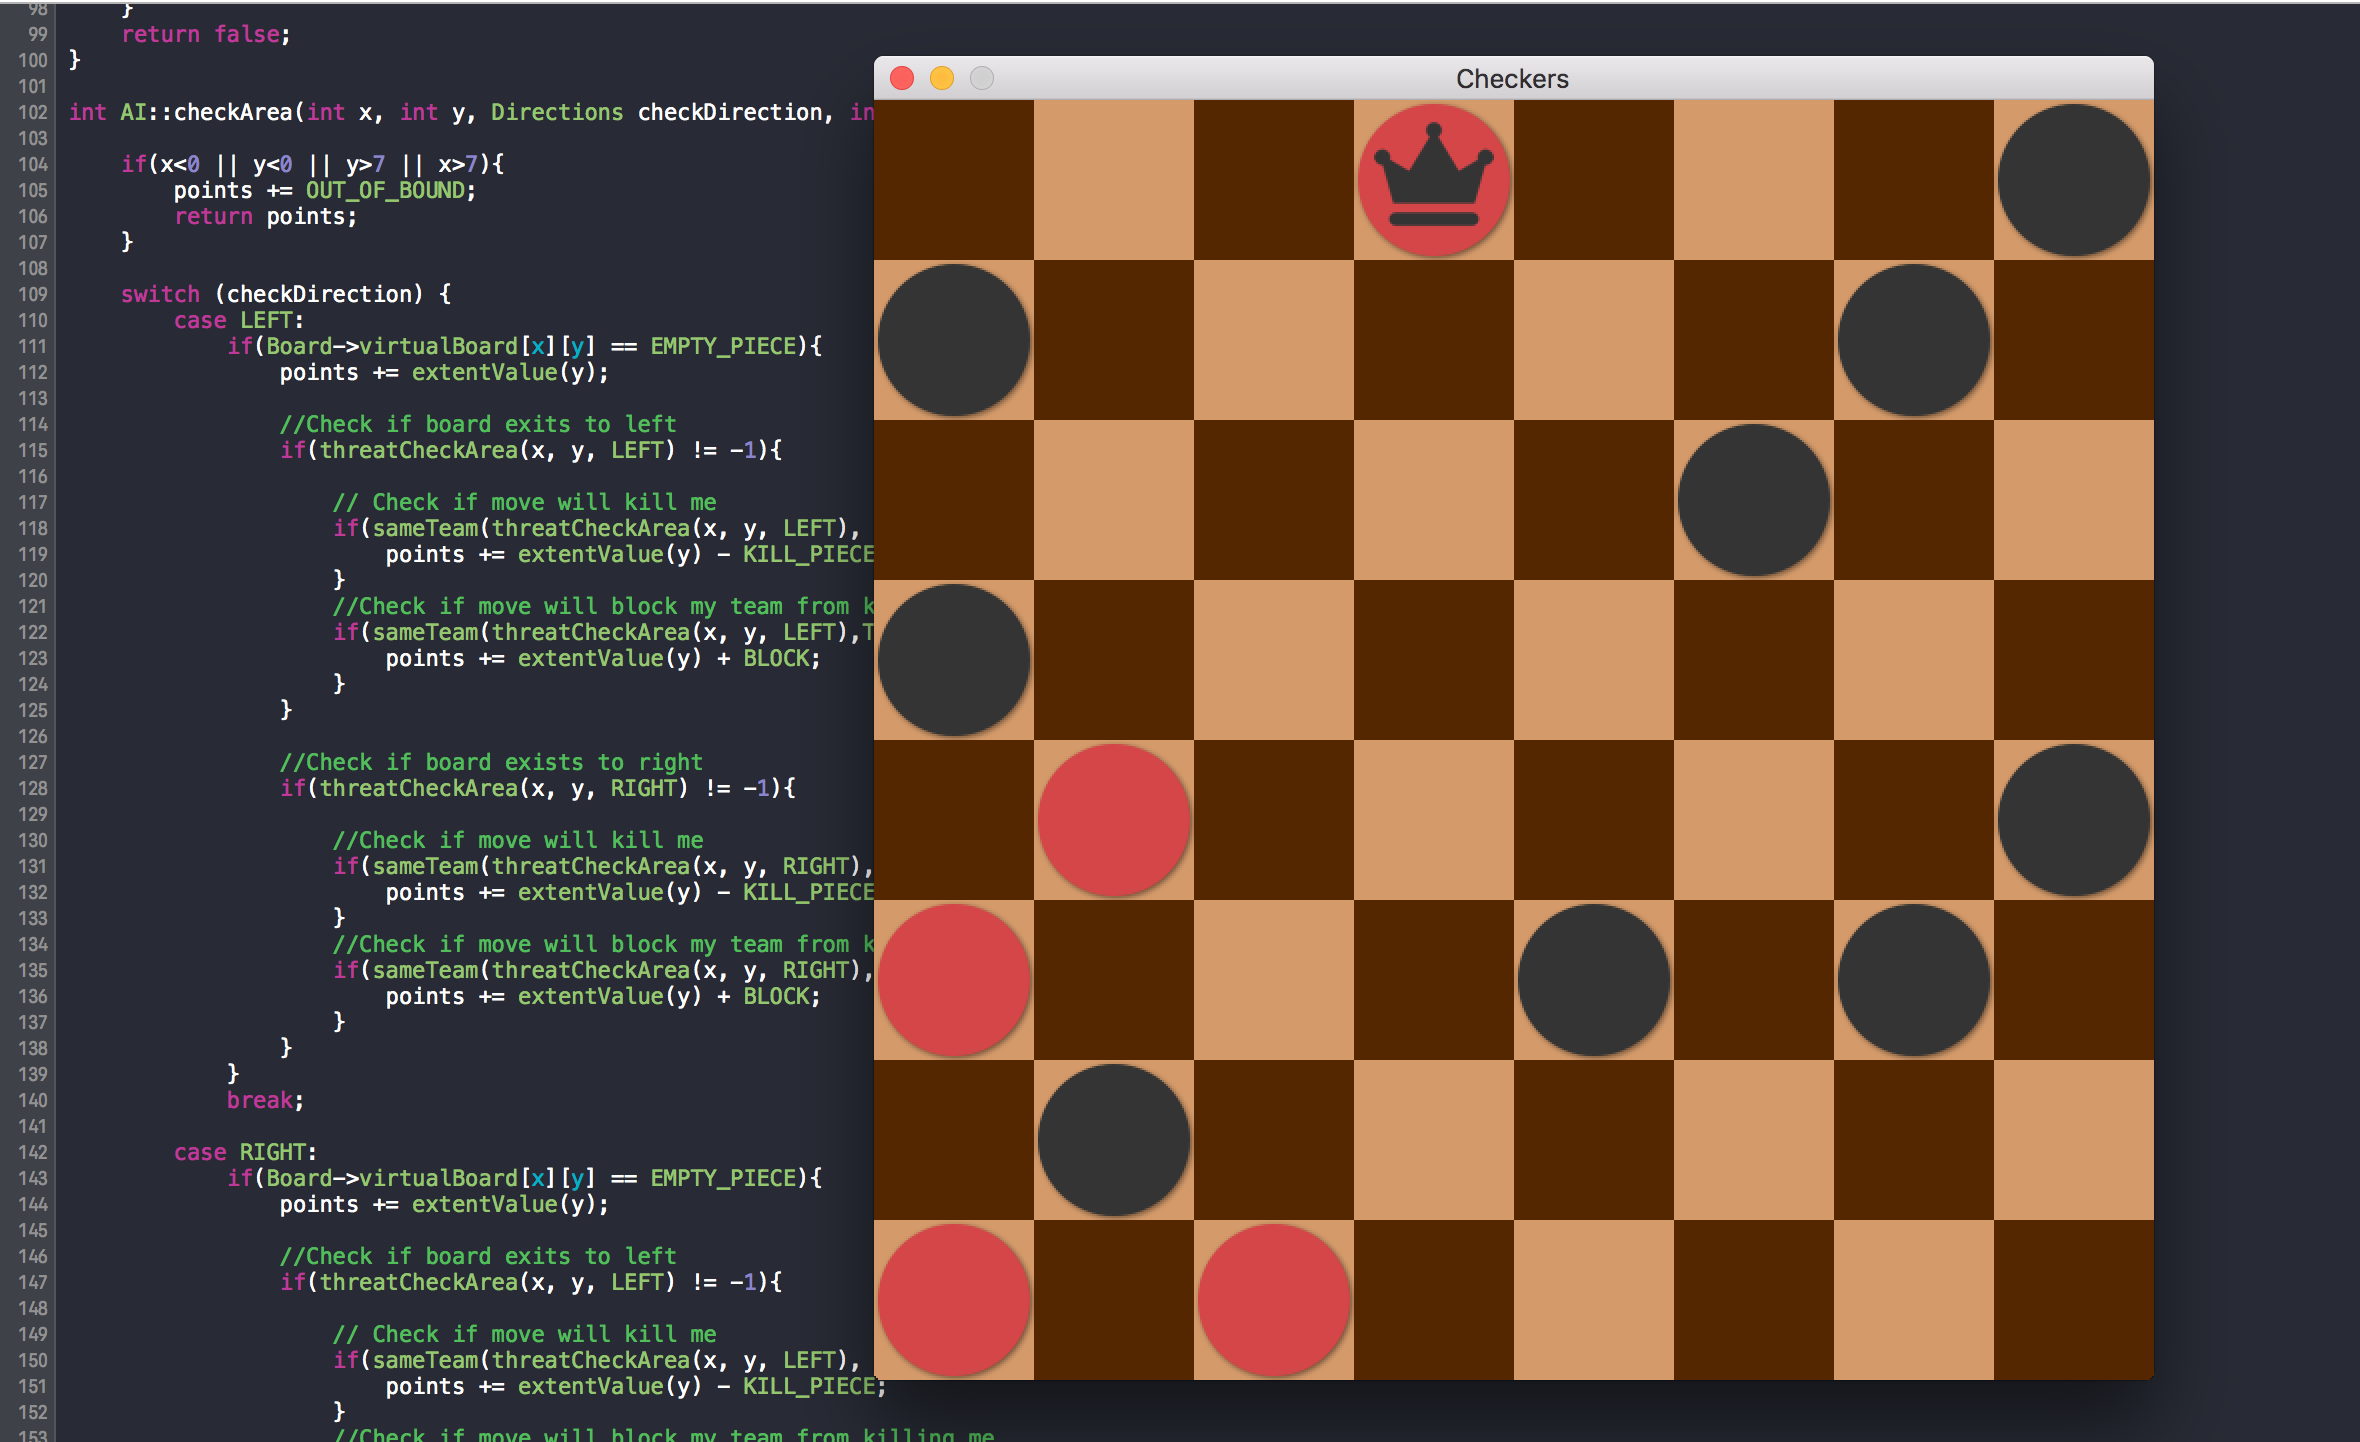 98 }
99 return false;
100 }
101
102 int AI::checkArea(int x, int y, Directions checkDirection, in
103
104 if(x<0 || y<0 || y>7 || x>7){
105 points += OUT_OF_BOUND;
106 return points;
107 }
108
109 switch (checkDirection) {
110 case LEFT:
111 if(Board->virtualBoard[x][y] == EMPTY_PIECE){
112 points += extentValue(y);
113
114 //Check if board exits to left
115 if(threatCheckArea(x, y, LEFT) != -1){
116
117 // Check if move will kill me
118 if(sameTeam(threatCheckArea(x, y, LEFT),
119 points += extentValue(y) - KILL_PIECE
120 }
121 //Check if move will block my team from k
122 if(sameTeam(threatCheckArea(x, y, LEFT),T
123 points += extentValue(y) + BLOCK;
124 }
125 }
126
127 //Check if board exists to right
128 if(threatCheckArea(x, y, RIGHT) != -1){
129
130 //Check if move will kill me
131 if(sameTeam(threatCheckArea(x, y, RIGHT),
132 points += extentValue(y) - KILL_PIECE
133 }
134 //Check if move will block my team from k
135 if(sameTeam(threatCheckArea(x, y, RIGHT),
136 points += extentValue(y) + BLOCK;
137 }
138 }
139 }
140 break;
141
142 case RIGHT:
143 if(Board->virtualBoard[x][y] == EMPTY_PIECE){
144 points += extentValue(y);
145
146 //Check if board exits to left
147 if(threatCheckArea(x, y, LEFT) != -1){
148
149 // Check if move will kill me
150 if(sameTeam(threatCheckArea(x, y, LEFT),
151 points += extentValue(y) - KILL_PIECE;
152 }
153 //Check if move will block my team from killing me
Checkers